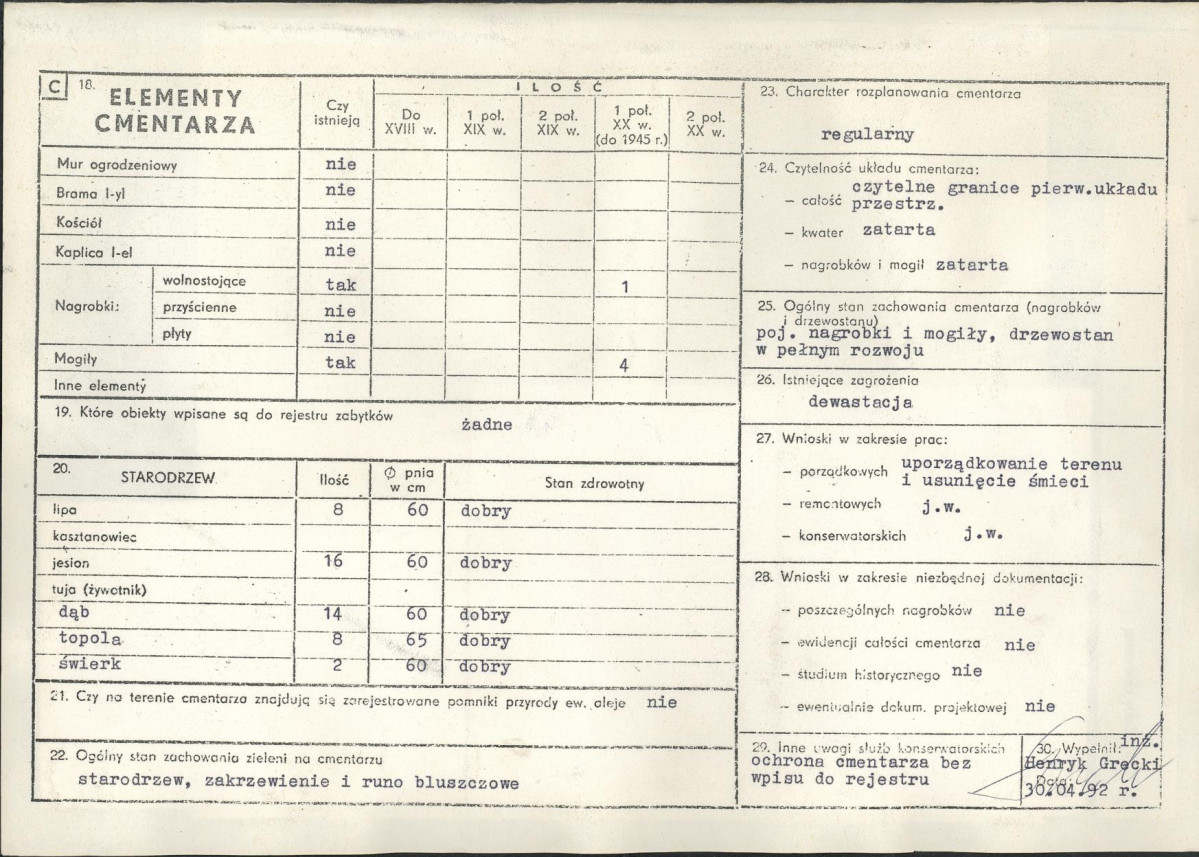 C 18. ELEMENTY CMENTARZA
Czy istnieją
ILOŚĆ
Do XVIII w.
1 poł. XIX w.
2 poł. XIX w.
1 poł. XX w. (do 1945 r.)
2 poł. XX w.
Mur ogrodzeniowy nie
Brama I-yl nie
Kościół nie
Kaplica I-el nie
Nagrobki:
wolnostojące tak 1
przyścienne nie
płyty nie
Mogiły tak 4
Inne elementy
19. Które obiekty wpisane są do rejestru zabytków żadne
20. STARODRZEW Ilość Ø pnia w cm Stan zdrowotny
lipa 8 60 dobry
kasztanowiec
jesion 16 60 dobry
tuja (żywotnik)
dąb 14 60 dobry
topola 8 65 dobry
świerk 2 60 dobry
21. Czy na terenie cmentarza znajdują się zarejestrowane pomniki przyrody ew. aleje nie
22. Ogólny stan zachowania zieleni na cmentarzu
starodrzew, zakrzewienie i runo bluszczowe
23. Charakter rozplanowania cmentarza
regularny
24. Czytelność układu cmentarza:
– całość czytelne granice pierw.układu
przestrz.
– kwater zatarta
– nagrobków i mogił zatarta
25. Ogólny stan zachowania cmentarza (nagrobków
i drzewostanu)
poj. nagrobki i mogiły, drzewostan
w pełnym rozwoju
26. Istniejące zagrożenia
dewastacja
27. Wnioski w zakresie prac:
– porządkowych uporządkowanie terenu
i usunięcie śmieci
– remontowych j.w.
– konserwatorskich j.w.
28. Wnioski w zakresie niezbędnej dokumentacji:
– poszczególnych nagrobków nie
– ewidencji całości cmentarza nie
– studium historycznego nie
– ewentualnie dokum. projektowej nie
29. Inne uwagi służb konserwatorskich
ochrona cmentarza bez
wpisu do rejestru
30. Wypełnił: inż.
Henryk Grecki
Data:
30.04.92 r.